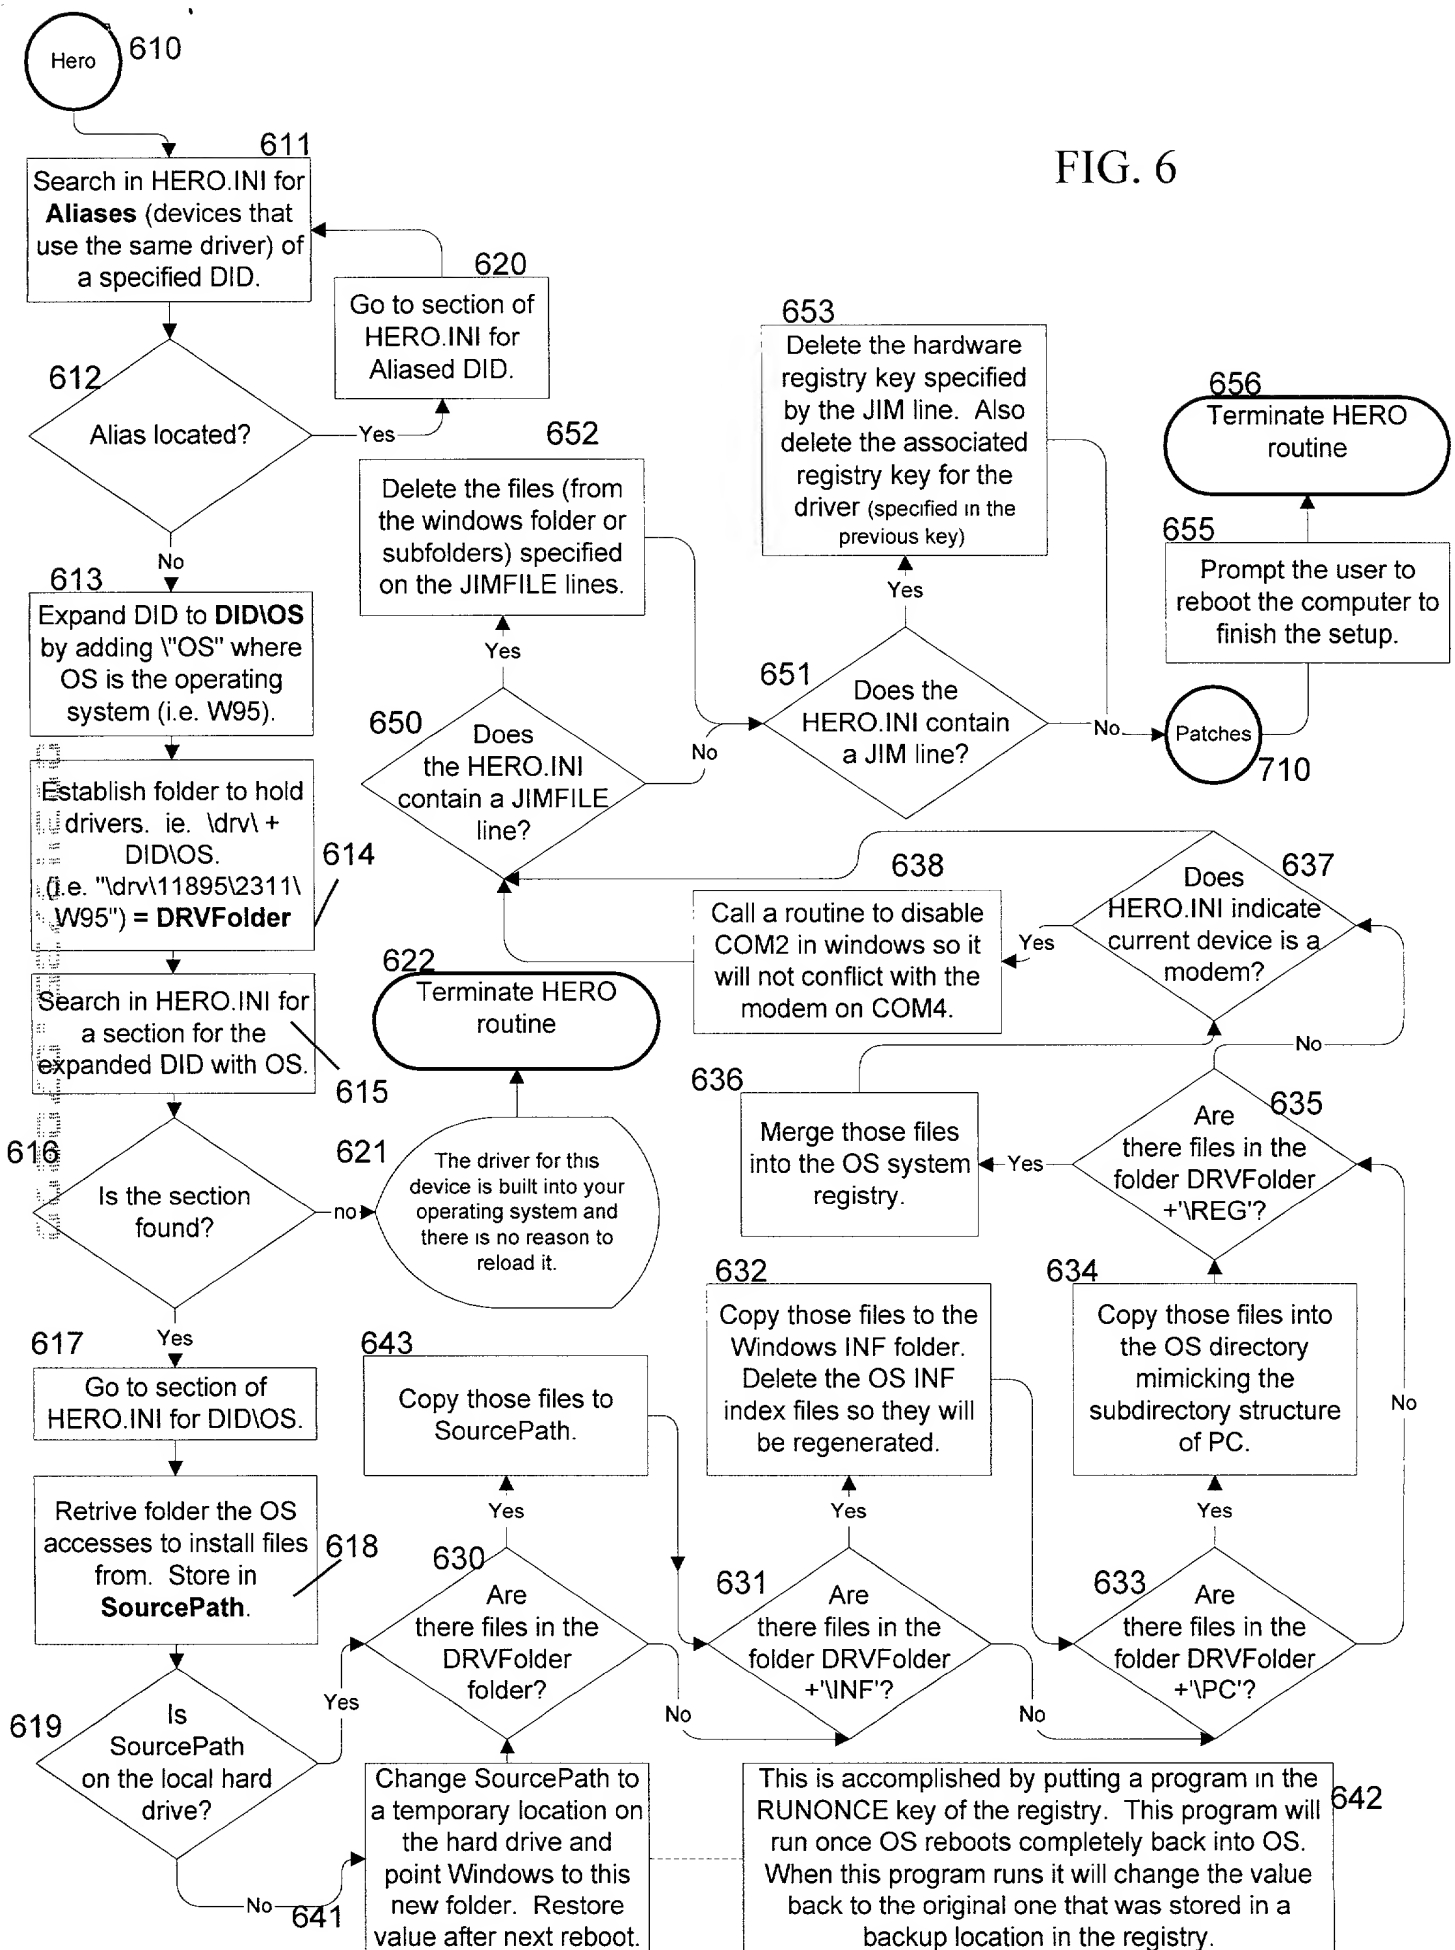 Hero
610
FIG. 6
611
Search in HERO.INI for
Aliases (devices that
use the same driver) of
a specified DID.
620
Go to section of
HERO.INI for
Aliased DID.
612
Alias located?
Yes
No
613
Expand DID to DID\OS
by adding \"OS" where
OS is the operating
system (i.e. W95).
Establish folder to hold
drivers. ie. \drv\ +
DID\OS.
(i.e. "\drv\11895\2311\
W95") = DRVFolder
614
Search in HERO.INI for
a section for the
expanded DID with OS.
615
616
Is the section
found?
no
Yes
621
The driver for this
device is built into your
operating system and
there is no reason to
reload it.
622
Terminate HERO
routine
617
Go to section of
HERO.INI for DID\OS.
Retrive folder the OS
accesses to install files
from. Store in
SourcePath.
618
619
Is
SourcePath
on the local hard
drive?
Yes
No
641
Change SourcePath to
a temporary location on
the hard drive and
point Windows to this
new folder. Restore
value after next reboot.
This is accomplished by putting a program in the
RUNONCE key of the registry. This program will
run once OS reboots completely back into OS.
When this program runs it will change the value
back to the original one that was stored in a
backup location in the registry.
642
630
Are
there files in the
DRVFolder
folder?
Yes
No
643
Copy those files to
SourcePath.
631
Are
there files in the
folder DRVFolder
+'\INF'?
Yes
No
632
Copy those files to the
Windows INF folder.
Delete the OS INF
index files so they will
be regenerated.
633
Are
there files in the
folder DRVFolder
+'\PC'?
Yes
No
634
Copy those files into
the OS directory
mimicking the
subdirectory structure
of PC.
635
Are
there files in the
folder DRVFolder
+'\REG'?
Yes
No
636
Merge those files
into the OS system
registry.
637
Does
HERO.INI indicate
current device is a
modem?
Yes
638
Call a routine to disable
COM2 in windows so it
will not conflict with the
modem on COM4.
650
Does
the HERO.INI
contain a JIMFILE
line?
Yes
No
652
Delete the files (from
the windows folder or
subfolders) specified
on the JIMFILE lines.
651
Does the
HERO.INI contain
a JIM line?
Yes
No
653
Delete the hardware
registry key specified
by the JIM line. Also
delete the associated
registry key for the
driver (specified in the
previous key)
Patches
710
655
Prompt the user to
reboot the computer to
finish the setup.
656
Terminate HERO
routine